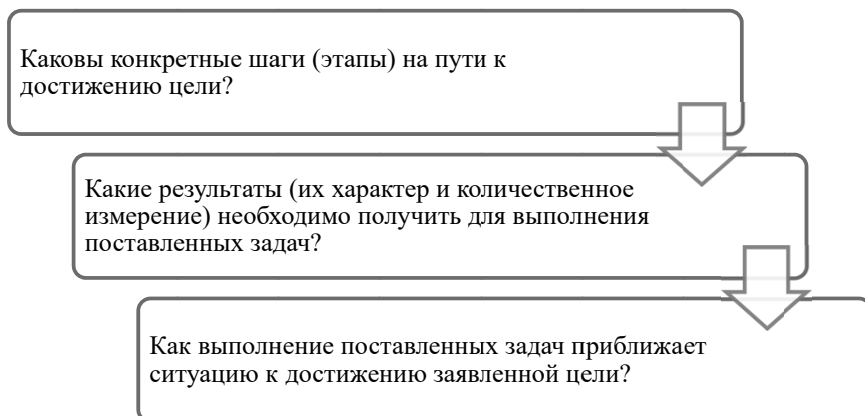 Каковы конкретные шаги (этапы) на пути к
достижению цели?
Какие результаты (их характер и количественное
измерение) необходимо получить для выполнения
поставленных задач?
Как выполнение поставленных задач приближает
ситуацию к достижению заявленной цели?